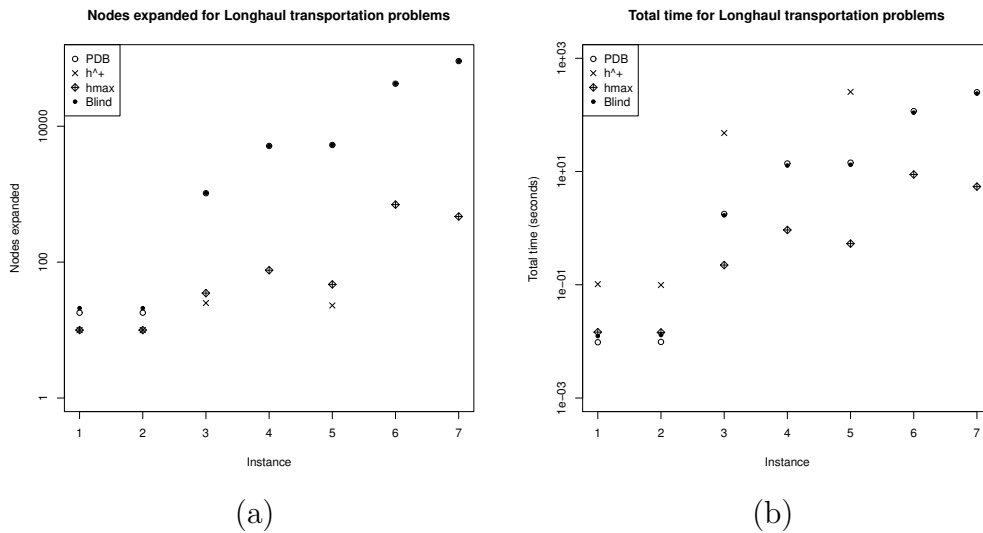 Nodes expanded for Longhaul transportation problems
PDB
h^+
hmax
Blind
Nodes expanded
10000
100
1
1 2 3 4 5 6 7
Instance
(a)
Total time for Longhaul transportation problems
PDB
h^+
hmax
Blind
Total time (seconds)
1e+03
1e+01
1e-01
1e-03
1 2 3 4 5 6 7
Instance
(b)